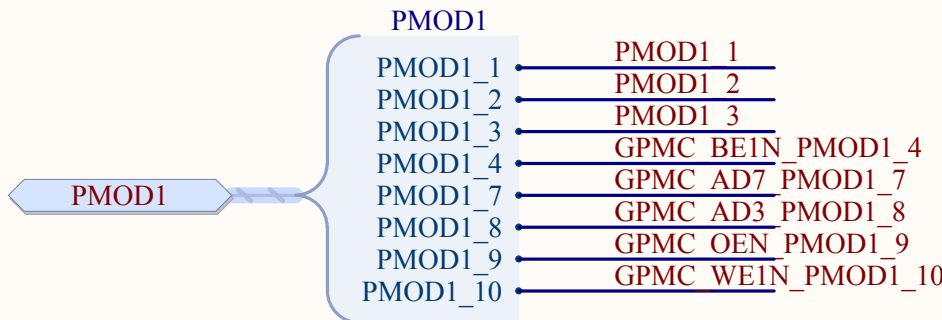 PMOD1
PMOD1_1 PMOD1_1
PMOD1_2 PMOD1_2
PMOD1_3 PMOD1_3
PMOD1_4 GPMC_BE1N_PMOD1_4
PMOD1 PMOD1_7 GPMC_AD7_PMOD1_7
PMOD1_8 GPMC_AD3_PMOD1_8
PMOD1_9 GPMC_OEN_PMOD1_9
PMOD1_10 GPMC_WE1N_PMOD1_10